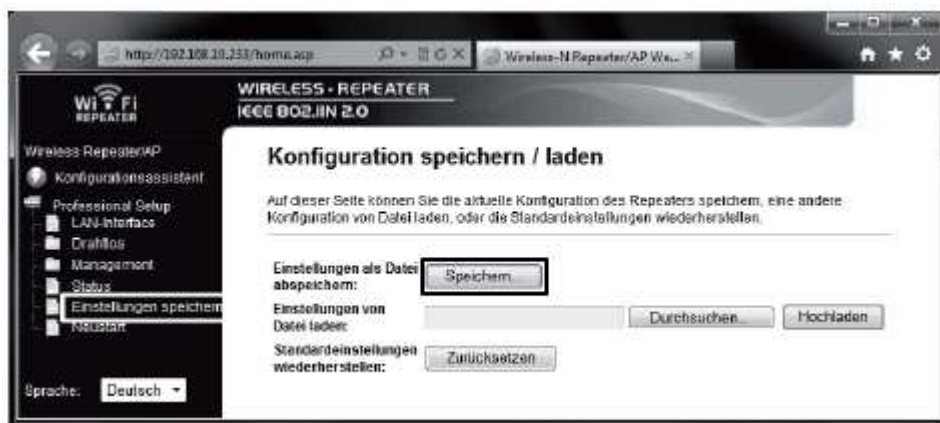 http://192.168.10.233/home.asp
Wireless-N Repeater/AP We...
Wi Fi
REPEATER
WIRELESS - REPEATER
IEEE 802.11N 2.0
Wireless Repeater/AP
Konfigurationsassistent
Professional Setup
LAN-Interface
Drahtlos
Management
Status
Einstellungen speichern
Neustart
Sprache: Deutsch
Konfiguration speichern / laden
Auf dieser Seite können Sie die aktuelle Konfiguration des Repeaters speichern, eine andere
Konfiguration von Datei laden, oder die Standardeinstellungen wiederherstellen.
Einstellungen als Datei
abspeichern:
Speichern...
Einstellungen von
Datei laden:
Durchsuchen...
Hochladen
Standardeinstellungen
wiederherstellen:
Zurücksetzen